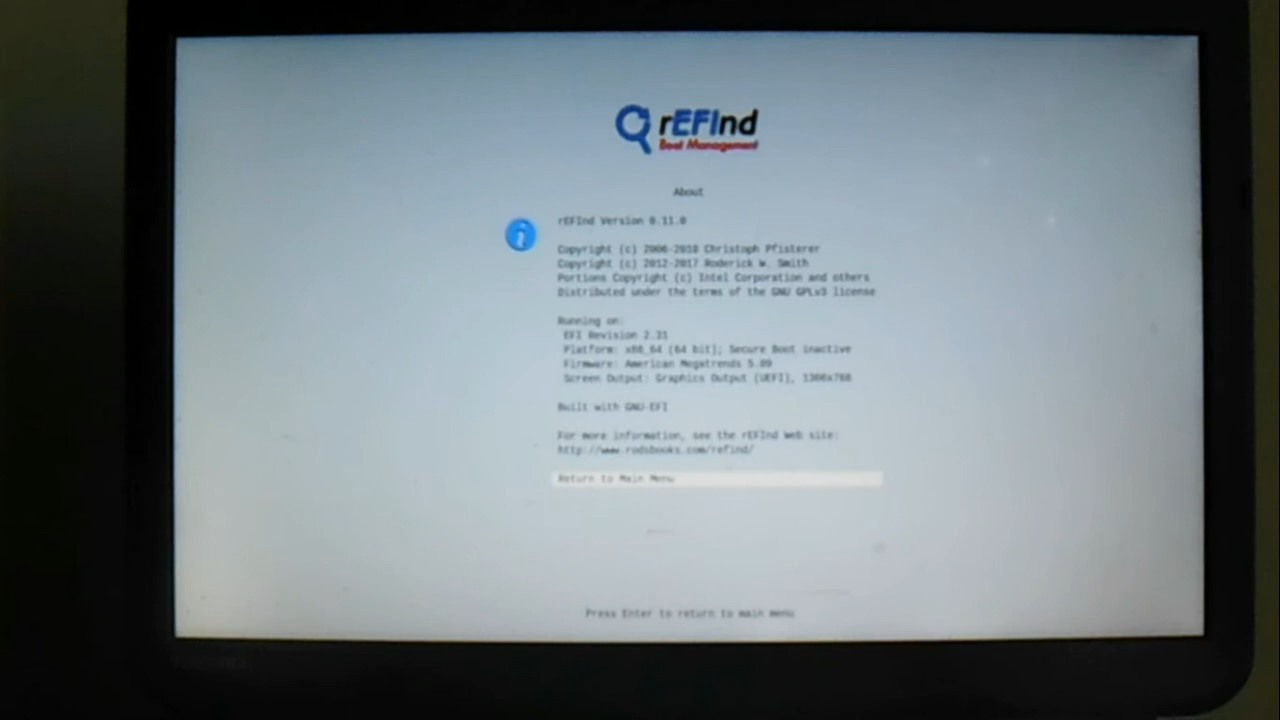 rEFInd
Boot Management
About
rEFInd Version 0.11.0
Copyright (c) 2006-2010 Christoph Pfisterer
Copyright (c) 2012-2017 Roderick W. Smith
Portions Copyright (c) Intel Corporation and others
Distributed under the terms of the GNU GPLv3 license
Running on:
EFI Revision 2.31
Platform: x86_64 (64 bit); Secure Boot inactive
Firmware: American Megatrends 5.09
Screen Output: Graphics Output (UEFI), 1366x768
Built with GNU-EFI
For more information, see the rEFInd Web site:
http://www.rodsbooks.com/refind/
Return to Main Menu
Press Enter to return to main menu